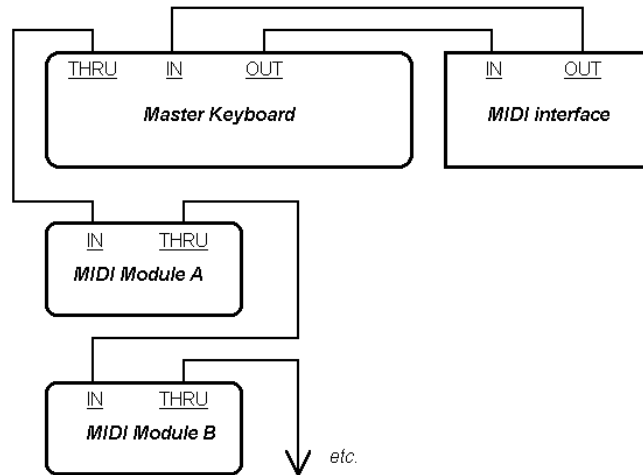 THRU IN OUT
Master Keyboard
IN OUT
MIDI interface
IN THRU
MIDI Module A
IN THRU
MIDI Module B
etc.